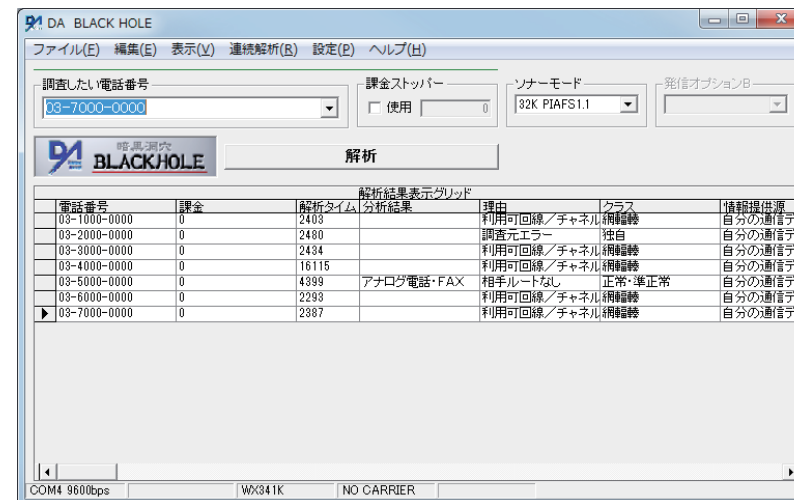 DA BLACK HOLE
ファイル(F) 編集(E) 表示(V) 連続解析(R) 設定(P) ヘルプ(H)
調査したい電話番号 課金ストッパー ソナーモード 発信オプションB
03-7000-0000 使用 0 32K PIAFS1.1
暗黒洞穴
DA BLACKHOLE 解析
解析結果表示グリッド
電話番号 課金 解析タイム 分析結果 理由 クラス 情報提供源
03-1000-0000 0 2403 利用可回線/チャネル 網輻輳 自分の通信デ
03-2000-0000 0 2480 調査元エラー 独自 自分の通信デ
03-3000-0000 0 2434 利用可回線/チャネル 網輻輳 自分の通信デ
03-4000-0000 0 16115 利用可回線/チャネル 網輻輳 自分の通信デ
03-5000-0000 0 4399 アナログ電話・FAX 相手ルートなし 正常・準正常 自分の通信デ
03-6000-0000 0 2293 利用可回線/チャネル 網輻輳 自分の通信デ
03-7000-0000 0 2387 利用可回線/チャネル 網輻輳 自分の通信デ
COM4 9600bps WX341K NO CARRIER